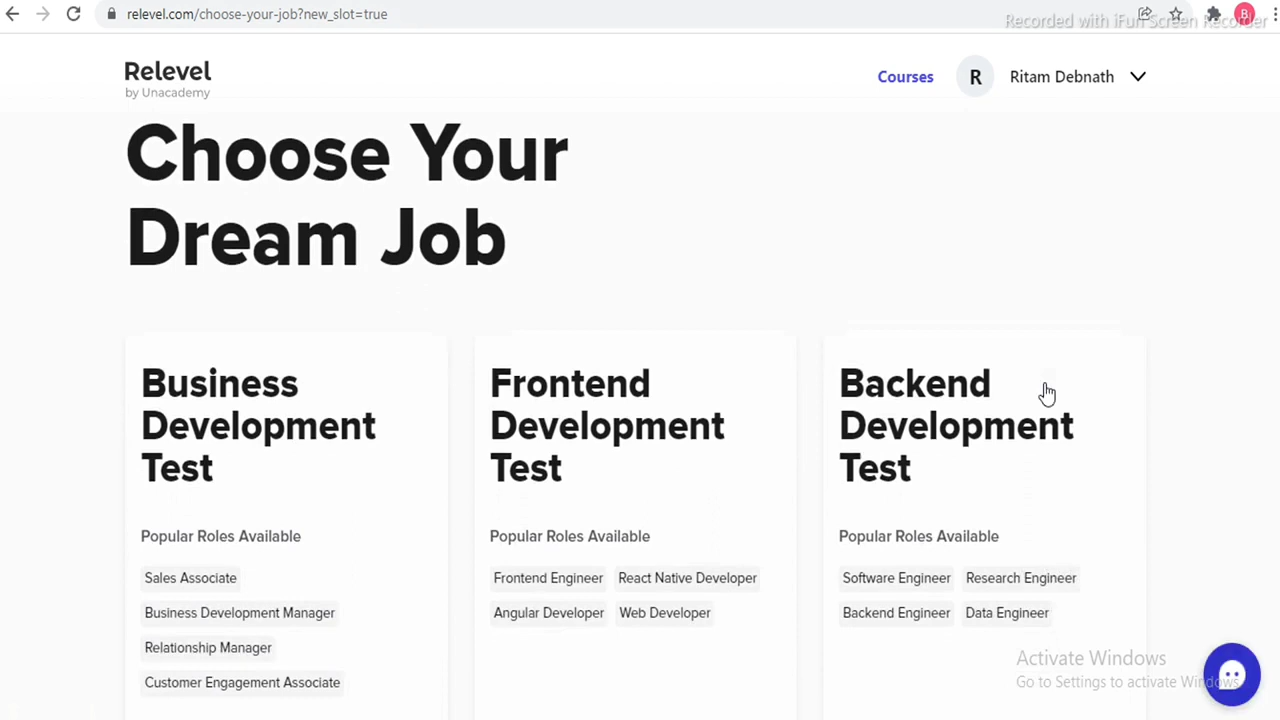 relevel.com/choose-your-job?new_slot=true
B
Recorded with iFun Screen Recorder
Relevel
by Unacademy
Courses
R
Ritam Debnath
Choose Your
Dream Job
Business
Development
Test
Popular Roles Available
Sales Associate
Business Development Manager
Relationship Manager
Customer Engagement Associate
Frontend
Development
Test
Popular Roles Available
Frontend Engineer React Native Developer
Angular Developer Web Developer
Backend
Development
Test
Popular Roles Available
Software Engineer Research Engineer
Backend Engineer Data Engineer
Activate Windows
Go to Settings to activate Windows.